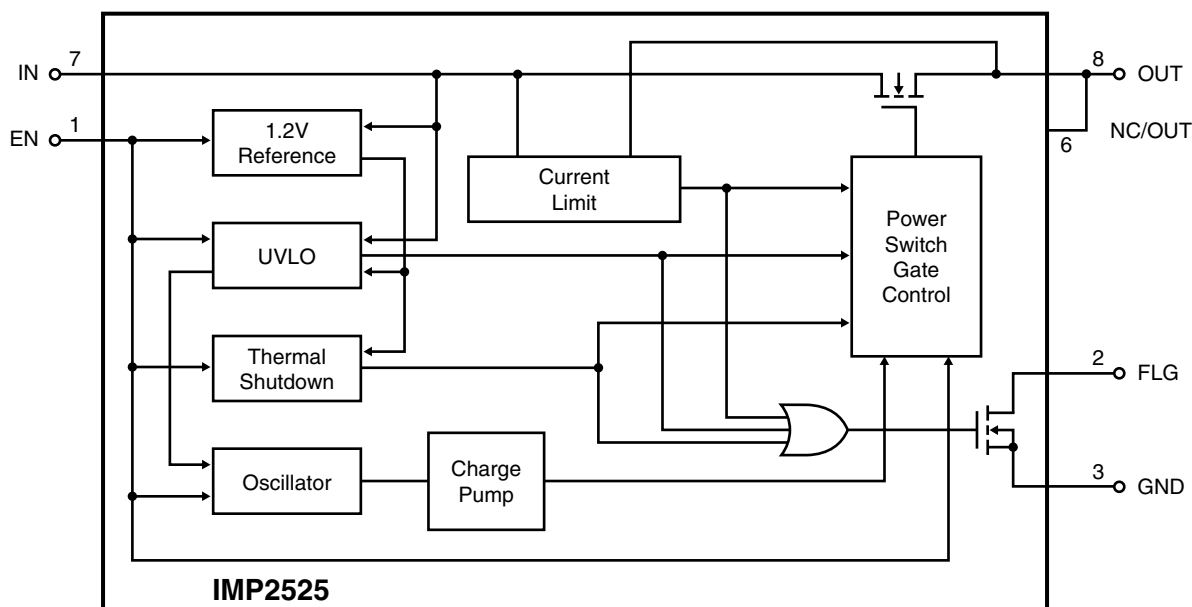 IN
7
8
OUT
EN
1
1.2V
Reference
6
NC/OUT
Current
Limit
Power
Switch
Gate
Control
UVLO
Thermal
Shutdown
2
FLG
Oscillator
Charge
Pump
3
GND
IMP2525